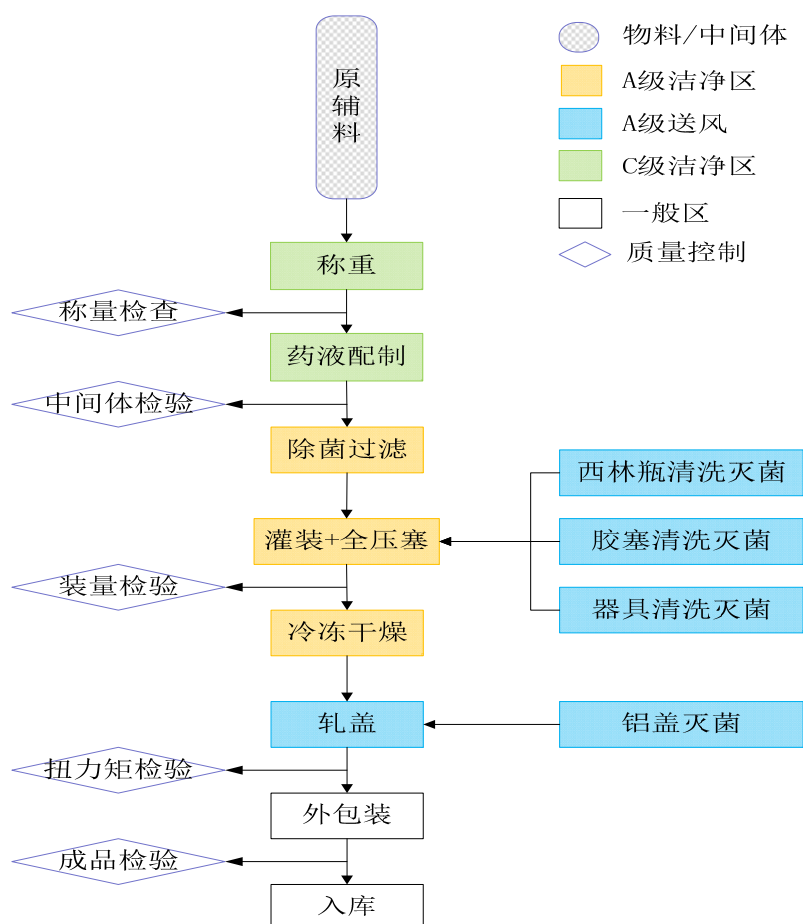 原辅料
物料/中间体
A级洁净区
A级送风
C级洁净区
一般区
质量控制
称重
称量检查
药液配制
中间体检验
除菌过滤
西林瓶清洗灭菌
灌装+全压塞
胶塞清洗灭菌
装量检验
器具清洗灭菌
冷冻干燥
轧盖
铝盖灭菌
扭力矩检验
外包装
成品检验
入库